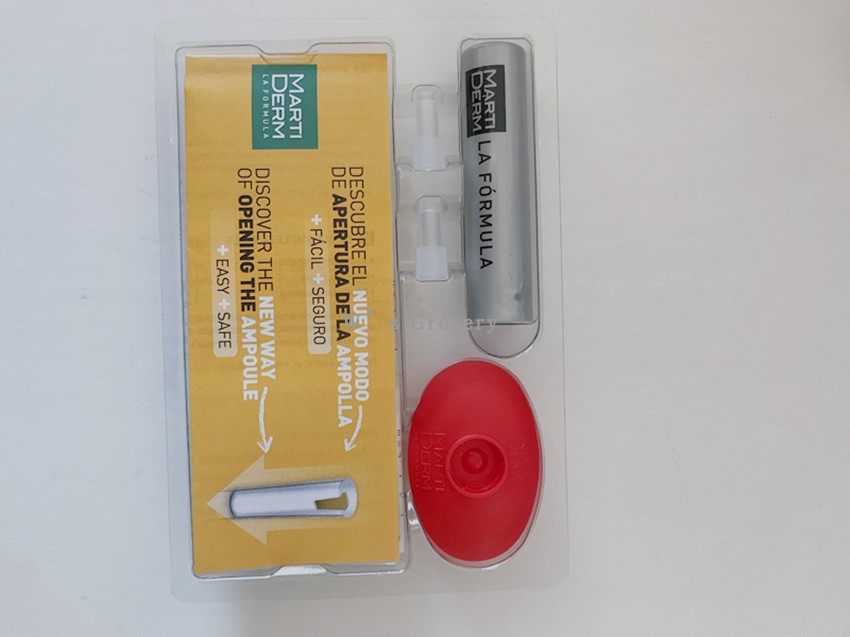 MARTI
DERM
LA FÓRMULA
DESCUBRE EL NUEVO MODO
DE APERTURA DE LA AMPOLLA
+ FÁCIL + SEGURO
DISCOVER THE NEW WAY
OF OPENING THE AMPOULE
+ EASY + SAFE
MARTI
DERM
LA FÓRMULA
MARTI
DERM
Grocery